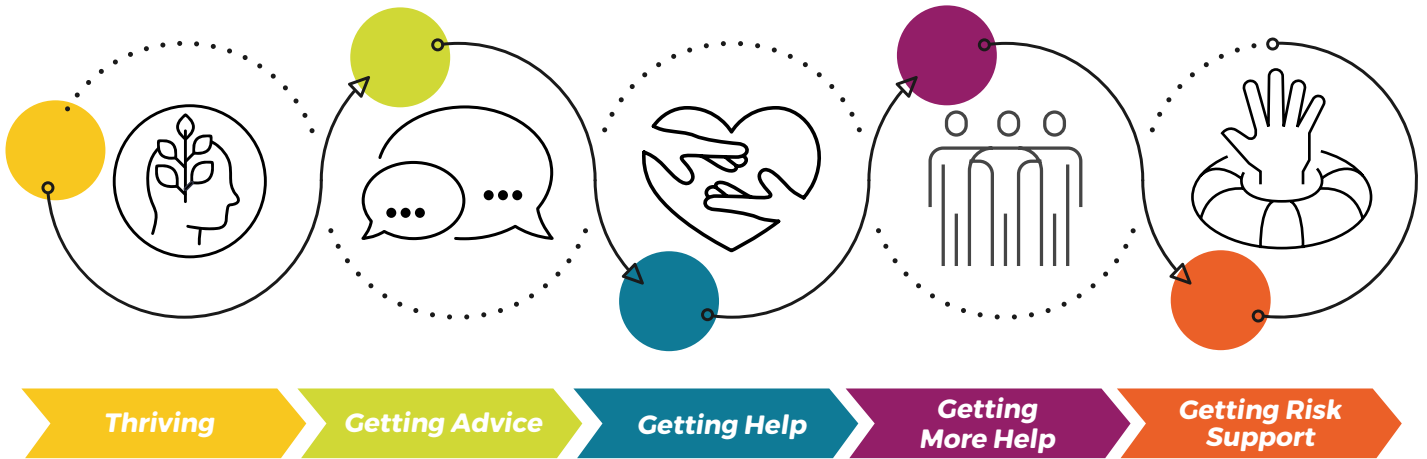 Thriving
Getting Advice
Getting Help
Getting
More Help
Getting Risk
Support